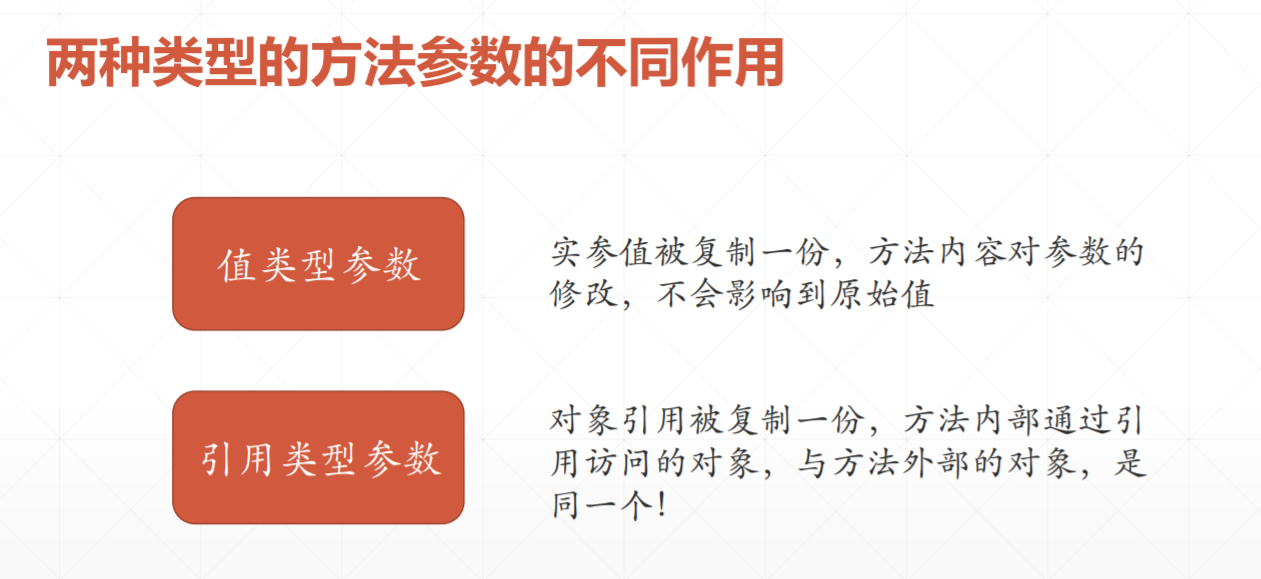 两种类型的方法参数的不同作用
值类型参数
实参值被复制一份，方法内容对参数的
修改，不会影响到原始值
引用类型参数
对象引用被复制一份，方法内部通过引
用访问的对象，与方法外部的对象，是
同一个！